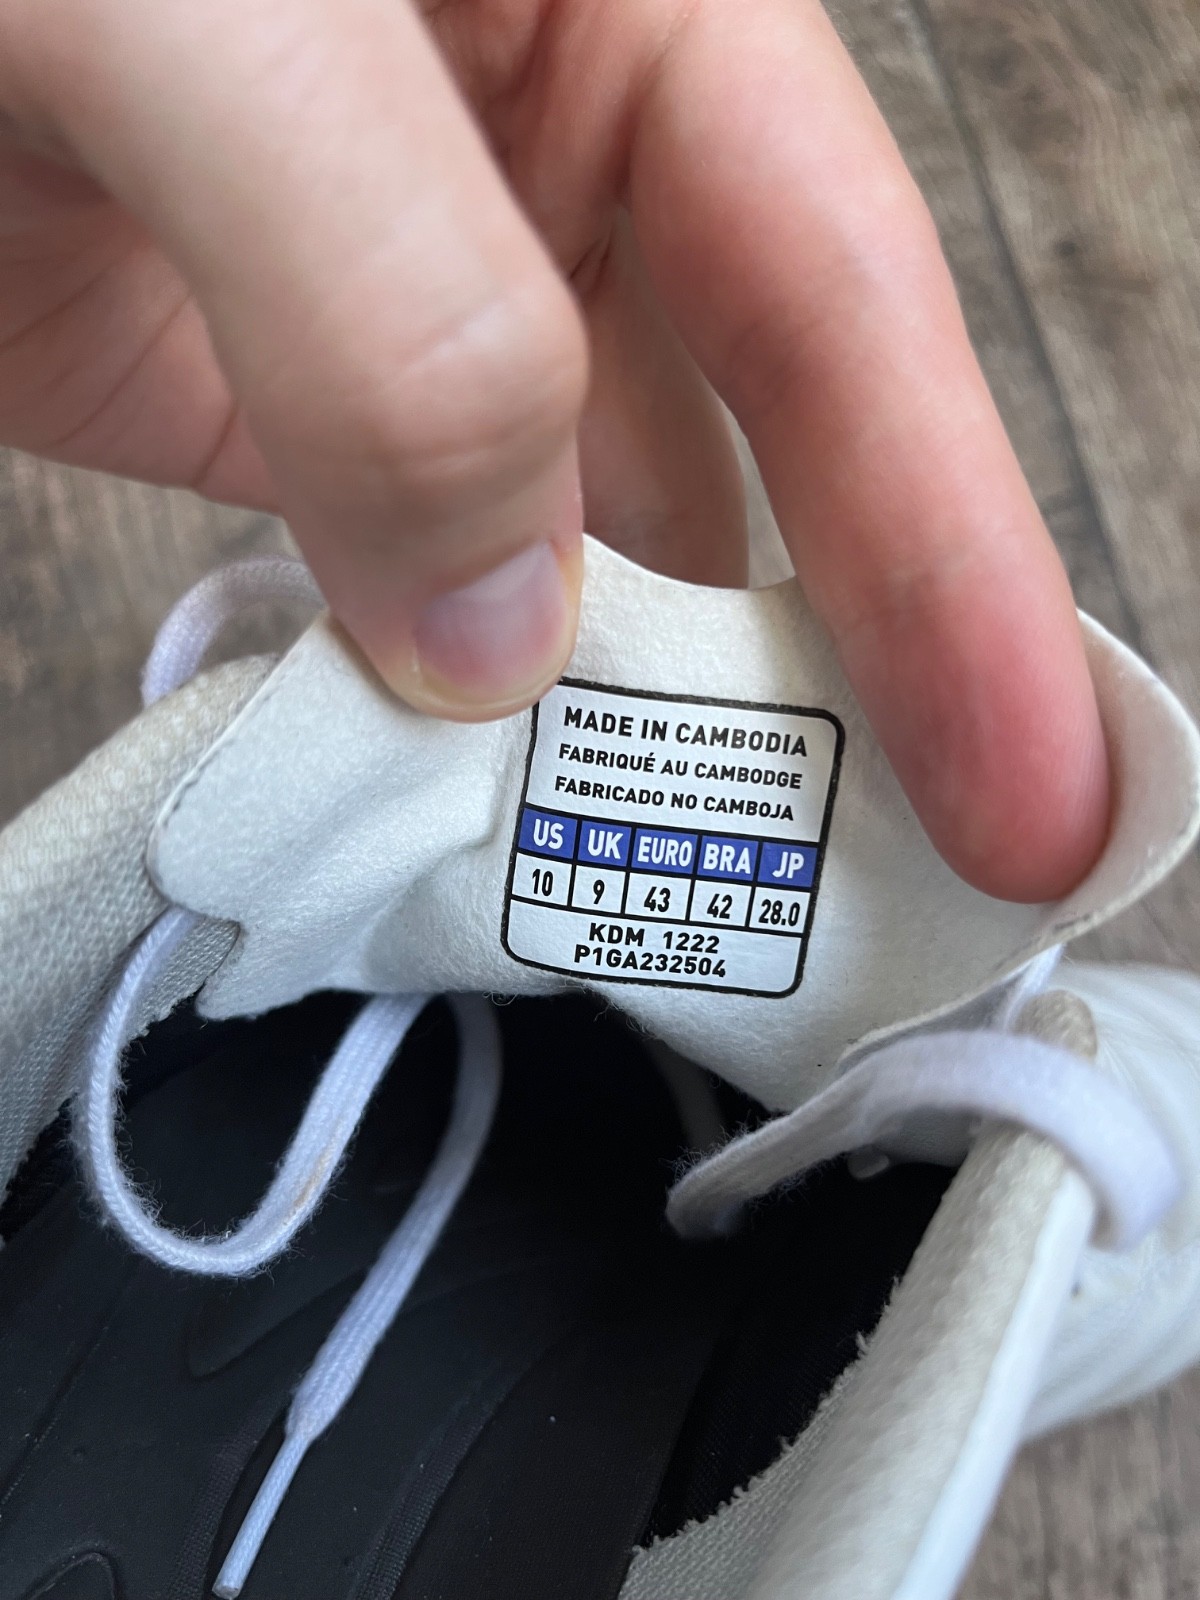 MADE IN CAMBODIA
FABRIQUÉ AU CAMBODGE
FABRICADO NO CAMBOJA
US UK EURO BRA JP
10 9 43 42 28.0
KDM 1222
P1GA232504